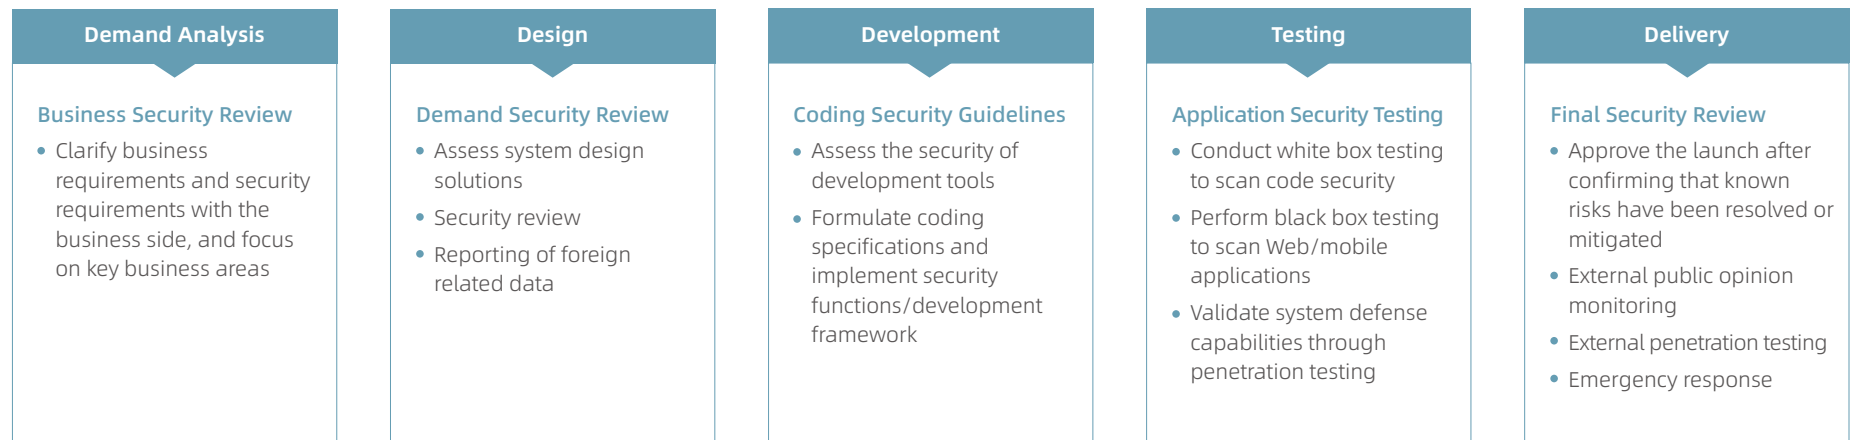 Demand Analysis
Business Security Review
• Clarify business
requirements and security
requirements with the
business side, and focus
on key business areas
Design
Demand Security Review
• Assess system design
solutions
• Security review
• Reporting of foreign
related data
Development
Coding Security Guidelines
• Assess the security of
development tools
• Formulate coding
specifications and
implement security
functions/development
framework
Testing
Application Security Testing
• Conduct white box testing
to scan code security
• Perform black box testing
to scan Web/mobile
applications
• Validate system defense
capabilities through
penetration testing
Delivery
Final Security Review
• Approve the launch after
confirming that known
risks have been resolved or
mitigated
• External public opinion
monitoring
• External penetration testing
• Emergency response